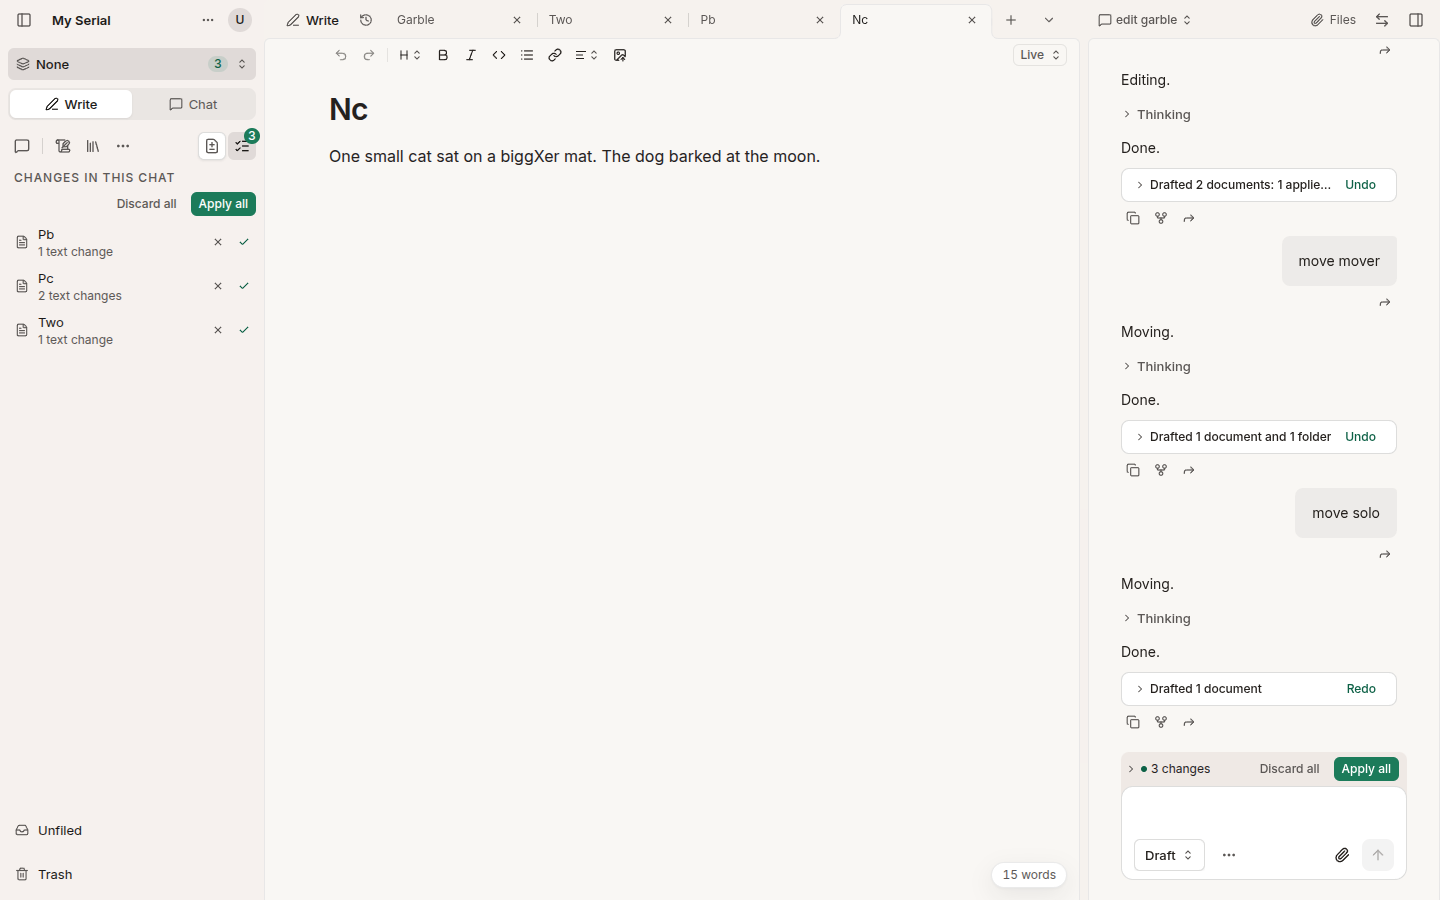 My Serial
U
None
3
Write
Chat
3
CHANGES IN THIS CHAT
Discard all
Apply all
Pb
1 text change
Pc
2 text changes
Two
1 text change
Unfiled
Trash
Write
Garble
Two
Pb
Nc
H
B
I
Live
Nc
One small cat sat on a biggXer mat. The dog barked at the moon.
15 words
edit garble
Files
Editing.
Thinking
Done.
Drafted 2 documents: 1 applie...
Undo
move mover
Moving.
Thinking
Done.
Drafted 1 document and 1 folder
Undo
move solo
Moving.
Thinking
Done.
Drafted 1 document
Redo
3 changes
Discard all
Apply all
Draft